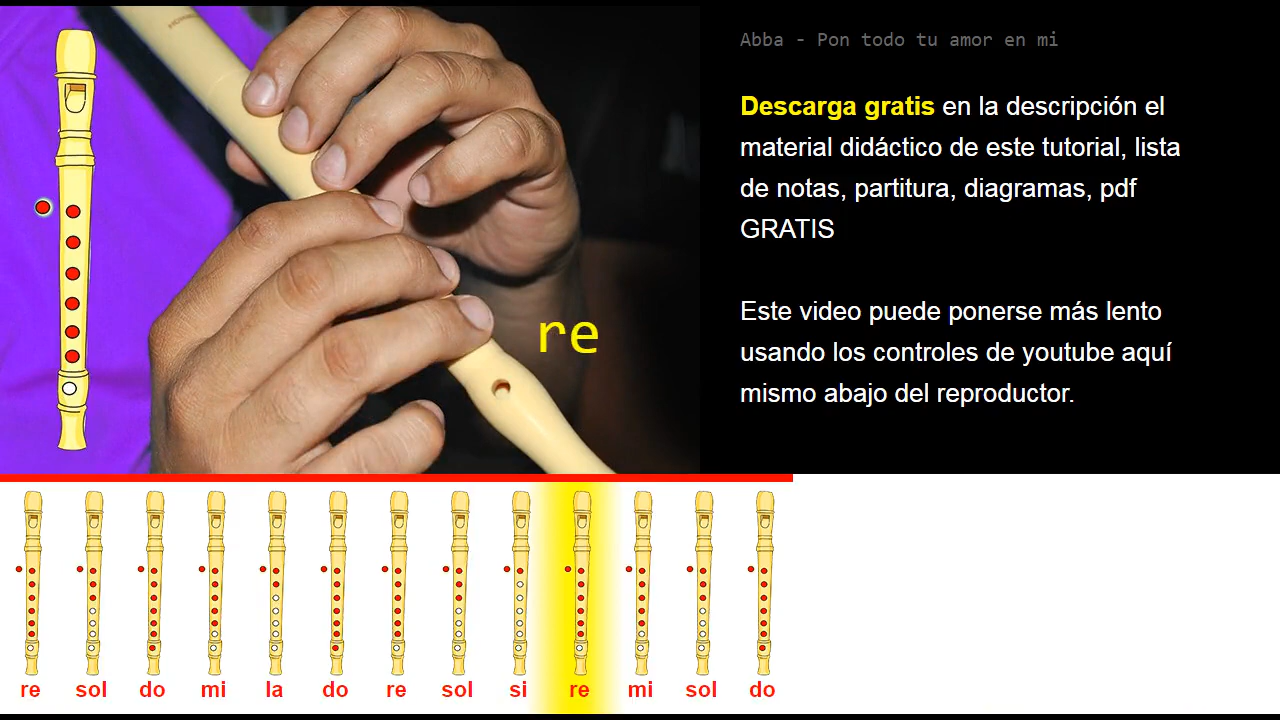 Abba - Pon todo tu amor en mi
Descarga gratis en la descripción el
material didáctico de este tutorial, lista
de notas, partitura, diagramas, pdf
GRATIS
Este video puede ponerse más lento
usando los controles de youtube aquí
mismo abajo del reproductor.
re
re sol do mi la do re sol si re mi sol do